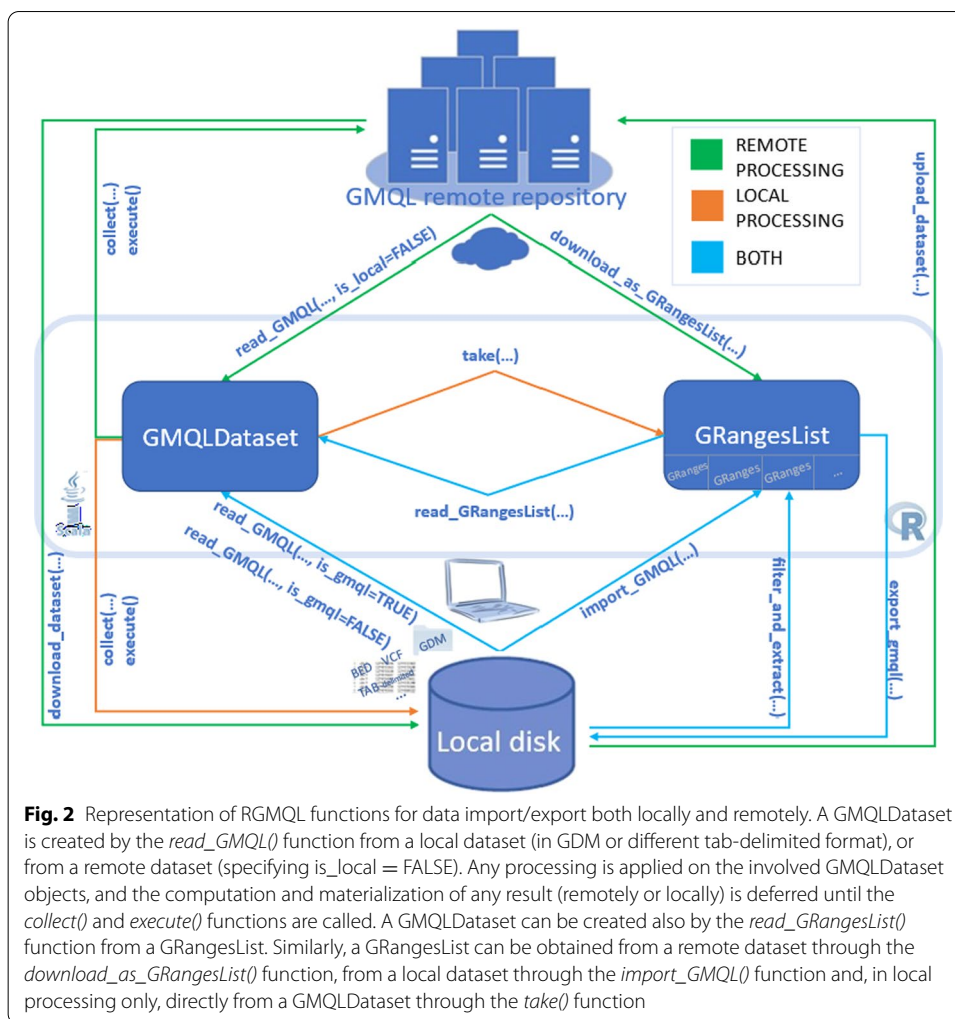 REMOTE
PROCESSING
LOCAL
PROCESSING
BOTH
GMQL remote repository
collect(...)
execute()
upload_dataset(...)
read_GMQL(..., is_local=FALSE)
download_as_GRangesList(...)
take(...)
GMQLDataset
GRangesList
GRanges
GRanges
GRanges
...
read_GRangesList(...)
Scala
R
read_GMQL(..., is_gmql=TRUE)
read_GMQL(..., is_gmql=FALSE)
import_GMQL(...)
filter_and_extract(...)
export_gmql(...)
download_dataset(...)
collect(...)
execute()
GDM
BED
VCF
TAB-delimited
...
Local disk
Fig. 2 Representation of RGMQL functions for data import/export both locally and remotely. A GMQLDataset
is created by the read_GMQL() function from a local dataset (in GDM or different tab-delimited format), or
from a remote dataset (specifying is_local = FALSE). Any processing is applied on the involved GMQLDataset
objects, and the computation and materialization of any result (remotely or locally) is deferred until the
collect() and execute() functions are called. A GMQLDataset can be created also by the read_GRangesList()
function from a GRangesList. Similarly, a GRangesList can be obtained from a remote dataset through the
download_as_GRangesList() function, from a local dataset through the import_GMQL() function and, in local
processing only, directly from a GMQLDataset through the take() function